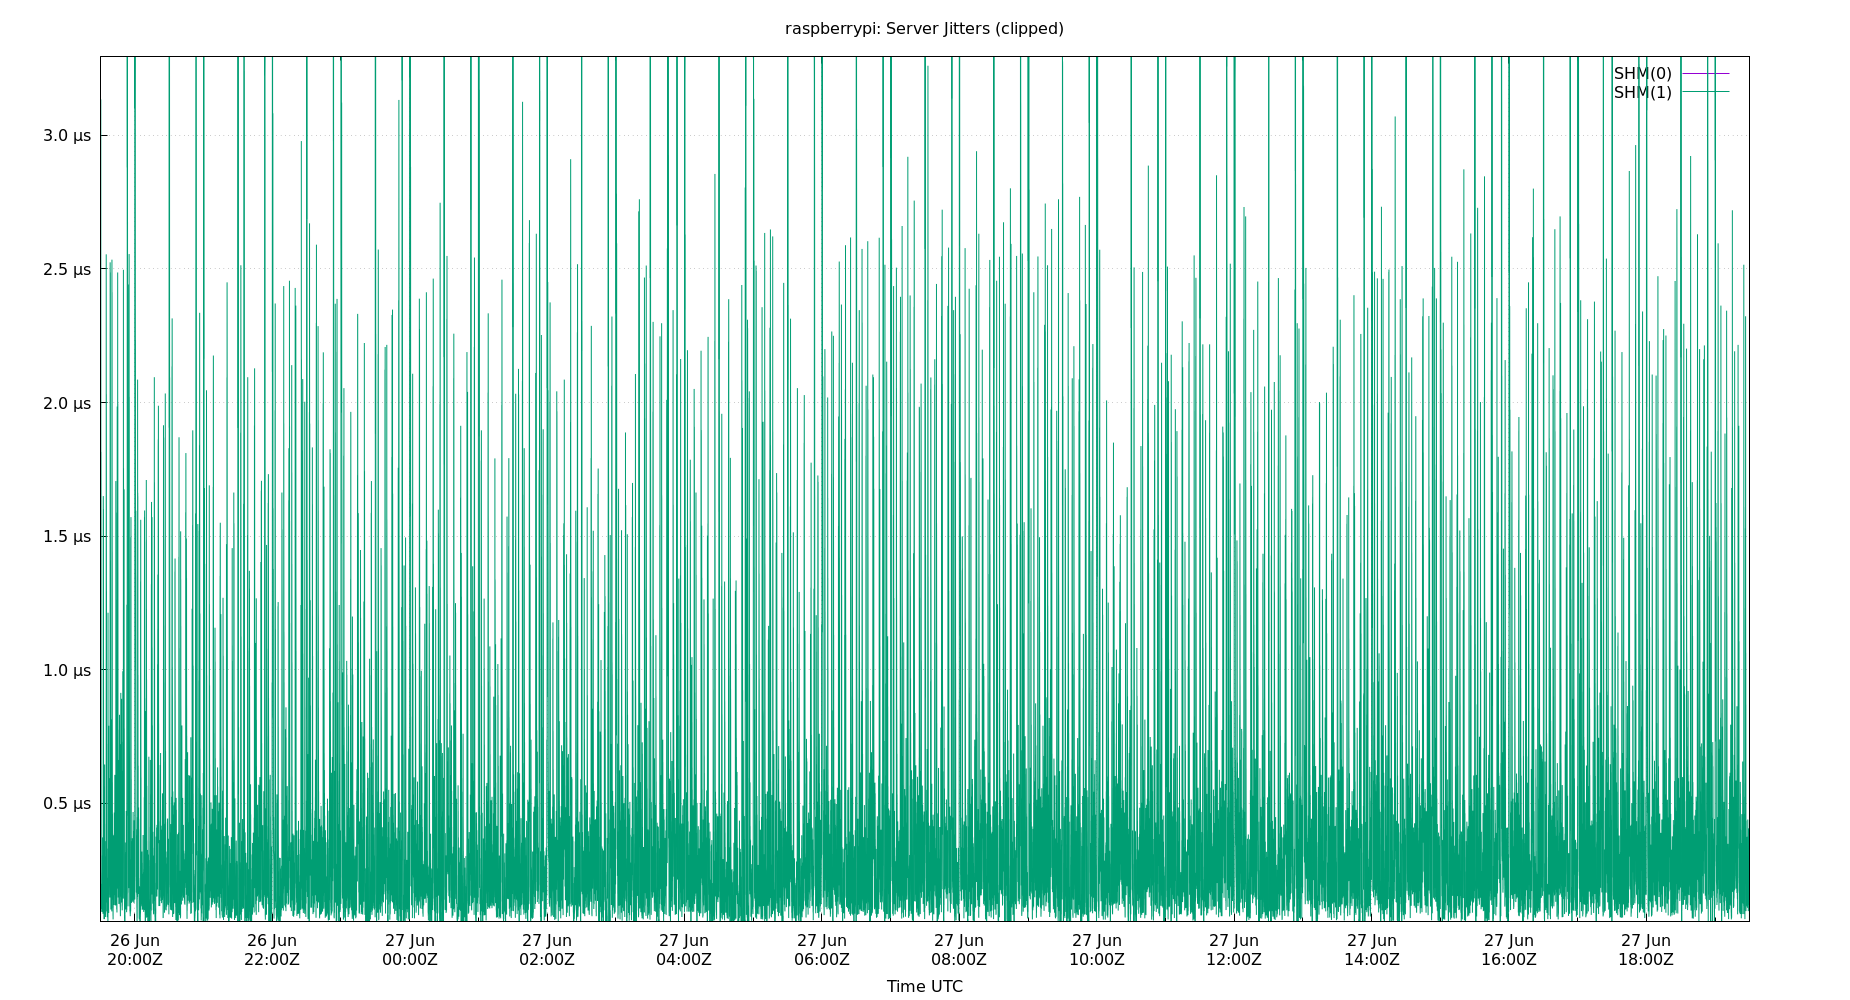 raspberrypi: Server Jitters (clipped)
SHM(0)
SHM(1)
3.0 µs
2.5 µs
2.0 µs
1.5 µs
1.0 µs
0.5 µs
26 Jun 26 Jun 27 Jun 27 Jun 27 Jun 27 Jun 27 Jun 27 Jun 27 Jun 27 Jun 27 Jun 27 Jun
20:00Z 22:00Z 00:00Z 02:00Z 04:00Z 06:00Z 08:00Z 10:00Z 12:00Z 14:00Z 16:00Z 18:00Z
Time UTC